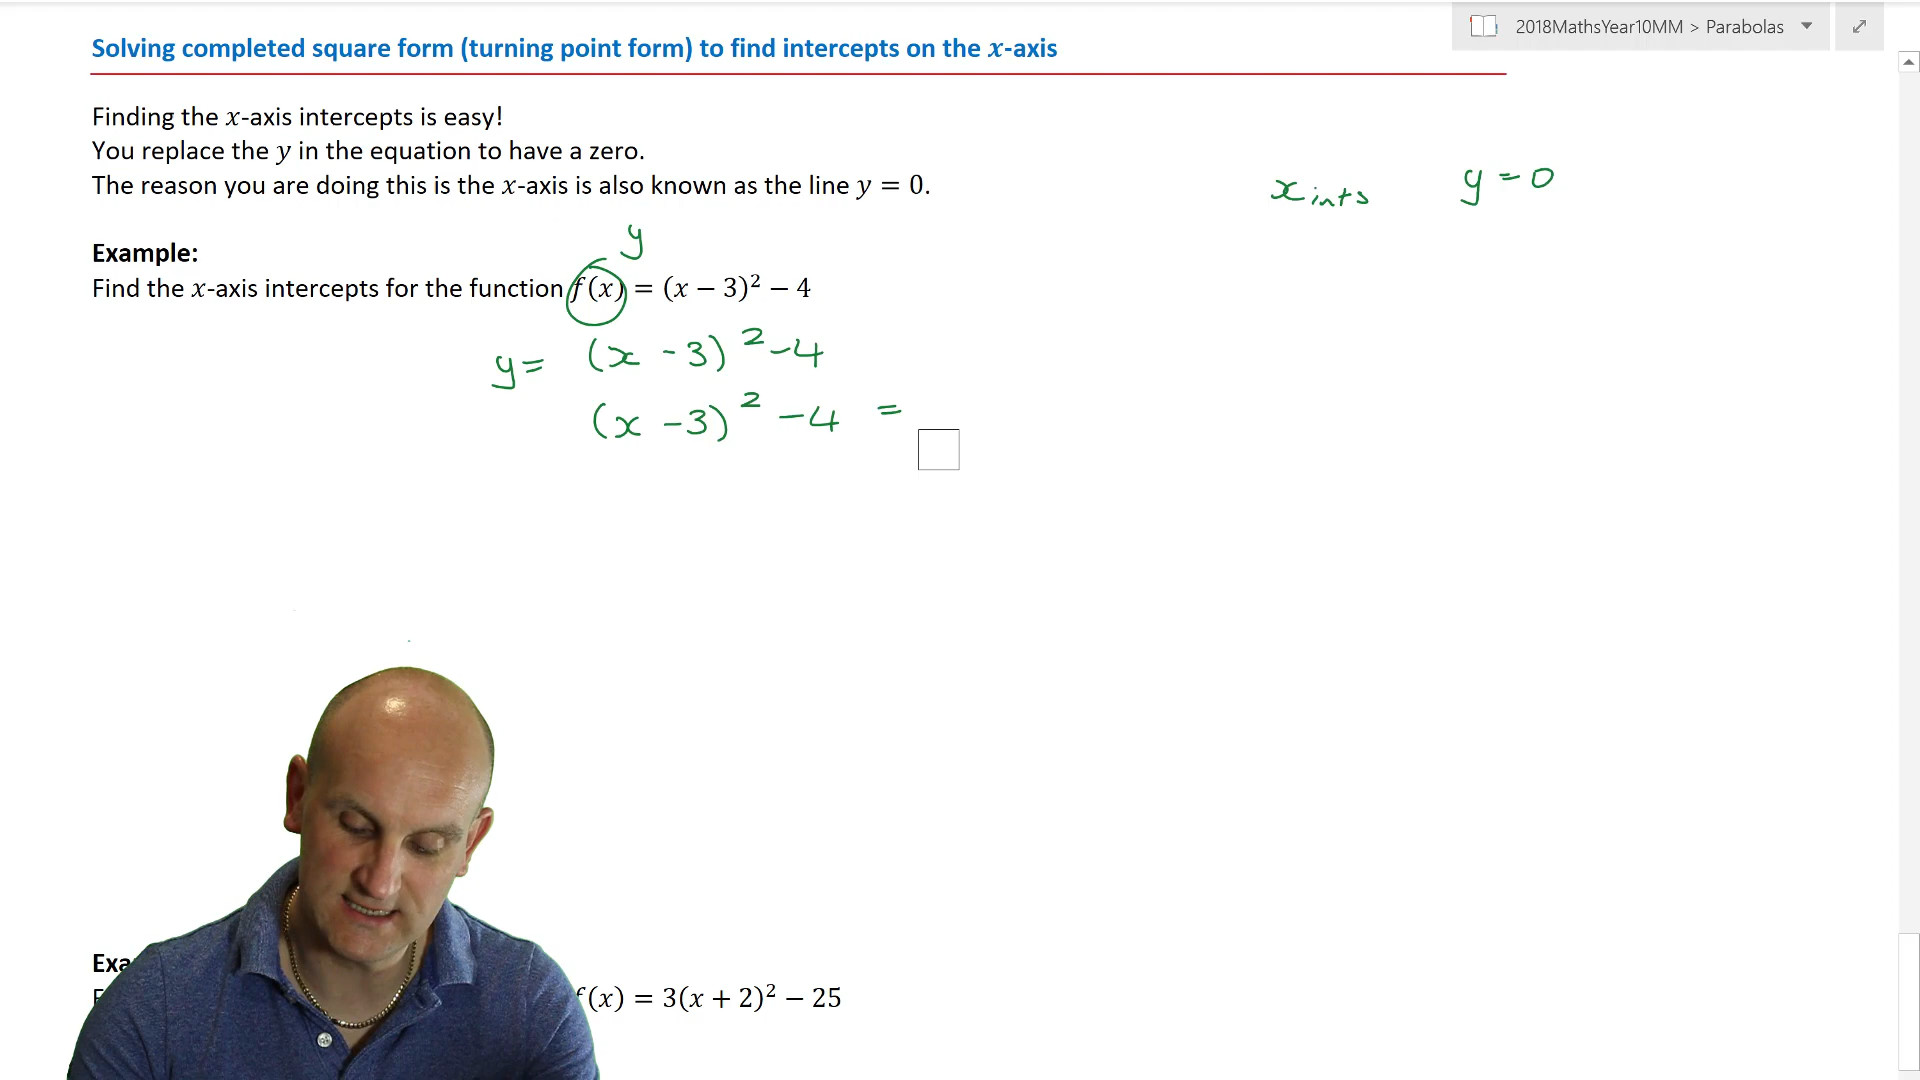 2018MathsYear10MM > Parabolas
Solving completed square form (turning point form) to find intercepts on the x-axis
Finding the x-axis intercepts is easy!
You replace the y in the equation to have a zero.
The reason you are doing this is the x-axis is also known as the line y = 0.
x ints y = 0
y
Example:
Find the x-axis intercepts for the function f(x) = (x − 3)² − 4
y = (x - 3)² - 4
(x - 3)² - 4 =
f(x) = 3(x + 2)² − 25